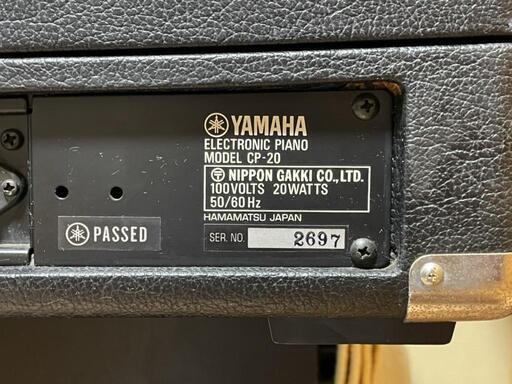 YAMAHA
ELECTRONIC PIANO
MODEL CP-20
NIPPON GAKKI CO., LTD.
100VOLTS 20WATTS
50/60Hz
HAMAMATSU JAPAN
SER. NO. 2697
PASSED